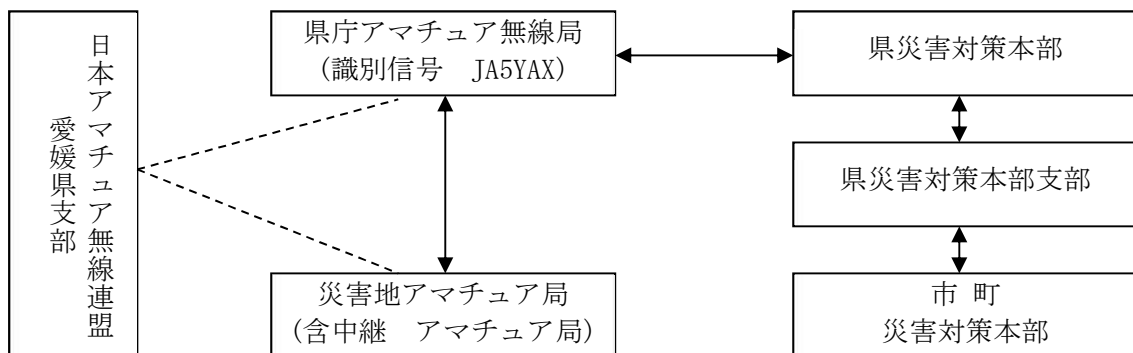 日本アマチュア無線連盟
愛媛県支部
県庁アマチュア無線局
(識別信号　JA5YAX)
県災害対策本部
県災害対策本部支部
災害地アマチュア局
(含中継　アマチュア局)
市 町
災害対策本部